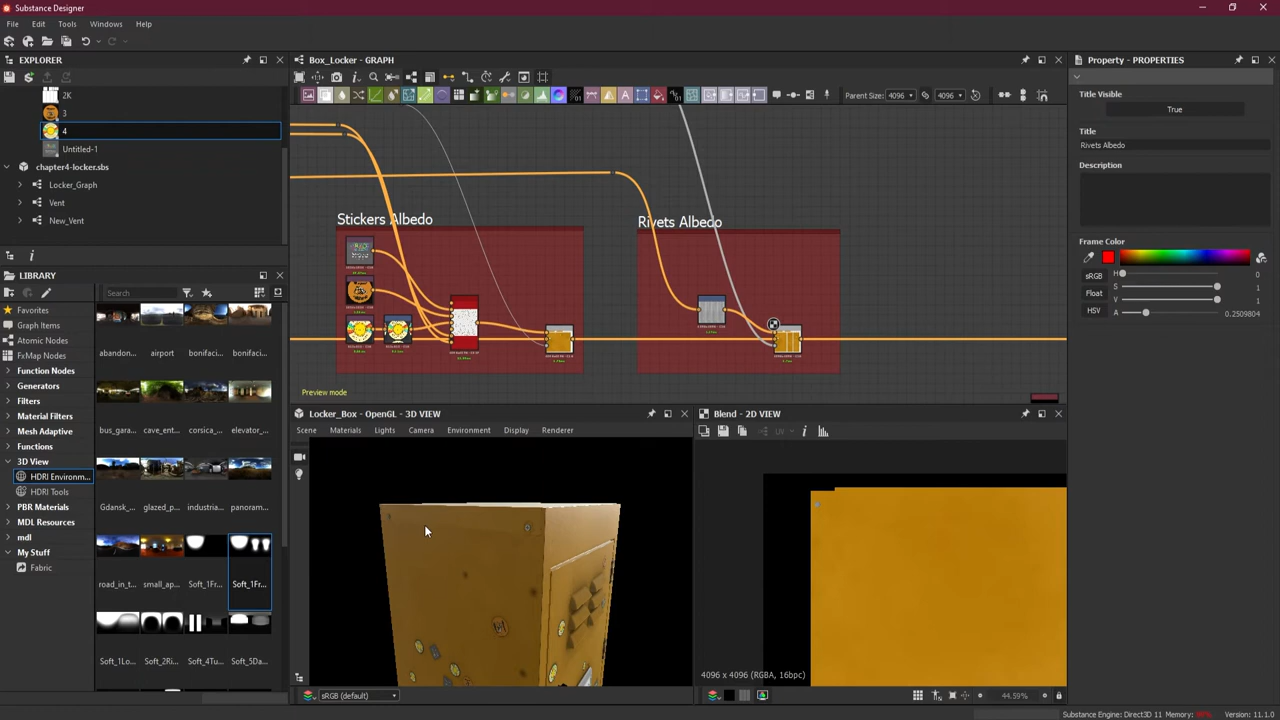 Substance Designer
File Edit Tools Windows Help
EXPLORER
2K
3
4
Untitled-1
chapter4-locker.sbs
Locker_Graph
Vent
New_Vent
LIBRARY
Search
Favorites
Graph Items
Atomic Nodes
FxMap Nodes
Function Nodes
Generators
Filters
Material Filters
Mesh Adaptive
Functions
3D View
HDRI Environm...
HDRI Tools
PBR Materials
MDL Resources
mdl
My Stuff
Fabric
abandon... airport bonifaci... bonifaci...
bus_gara... cave_ent... corsica_... elevator_...
Gdansk_... glazed_p... industria... panoram...
road_in_t... small_ap... Soft_1Fr... Soft_1Fr...
Soft_1Lo... Soft_2Ri... Soft_4Tu... Soft_5Da...
Box_Locker - GRAPH
Parent Size: 4096 4096
Stickers Albedo
Rivets Albedo
Preview mode
Locker_Box - OpenGL - 3D VIEW
Scene Materials Lights Camera Environment Display Renderer
sRGB (default)
Blend - 2D VIEW
UV
4096 x 4096 (RGBA, 16bpc)
44.59%
Property - PROPERTIES
Title Visible
True
Title
Rivets Albedo
Description
Frame Color
sRGB
Float
HSV
H 0
S 1
V 1
A 0.2509804
Substance Engine: Direct3D 11 Memory:
Version: 11.1.0